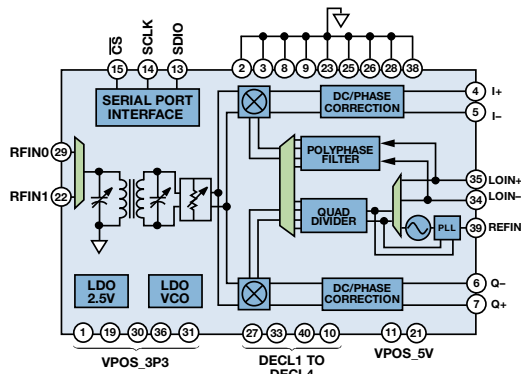 CS SCLK SDIO
15 14 13 2 3 8 9 23 25 26 28 38
SERIAL PORT
INTERFACE
DC/PHASE
CORRECTION
4 I+
5 I–
RFIN0 29
POLYPHASE
FILTER
35 LOIN+
RFIN1 22
34 LOIN–
QUAD
DIVIDER
PLL
39 REFIN
LDO
2.5V
LDO
VCO
DC/PHASE
CORRECTION
6 Q–
7 Q+
1 19 30 36 31 27 33 40 10 11 21
VPOS_3P3 DECL1 TO VPOS_5V
DECL4